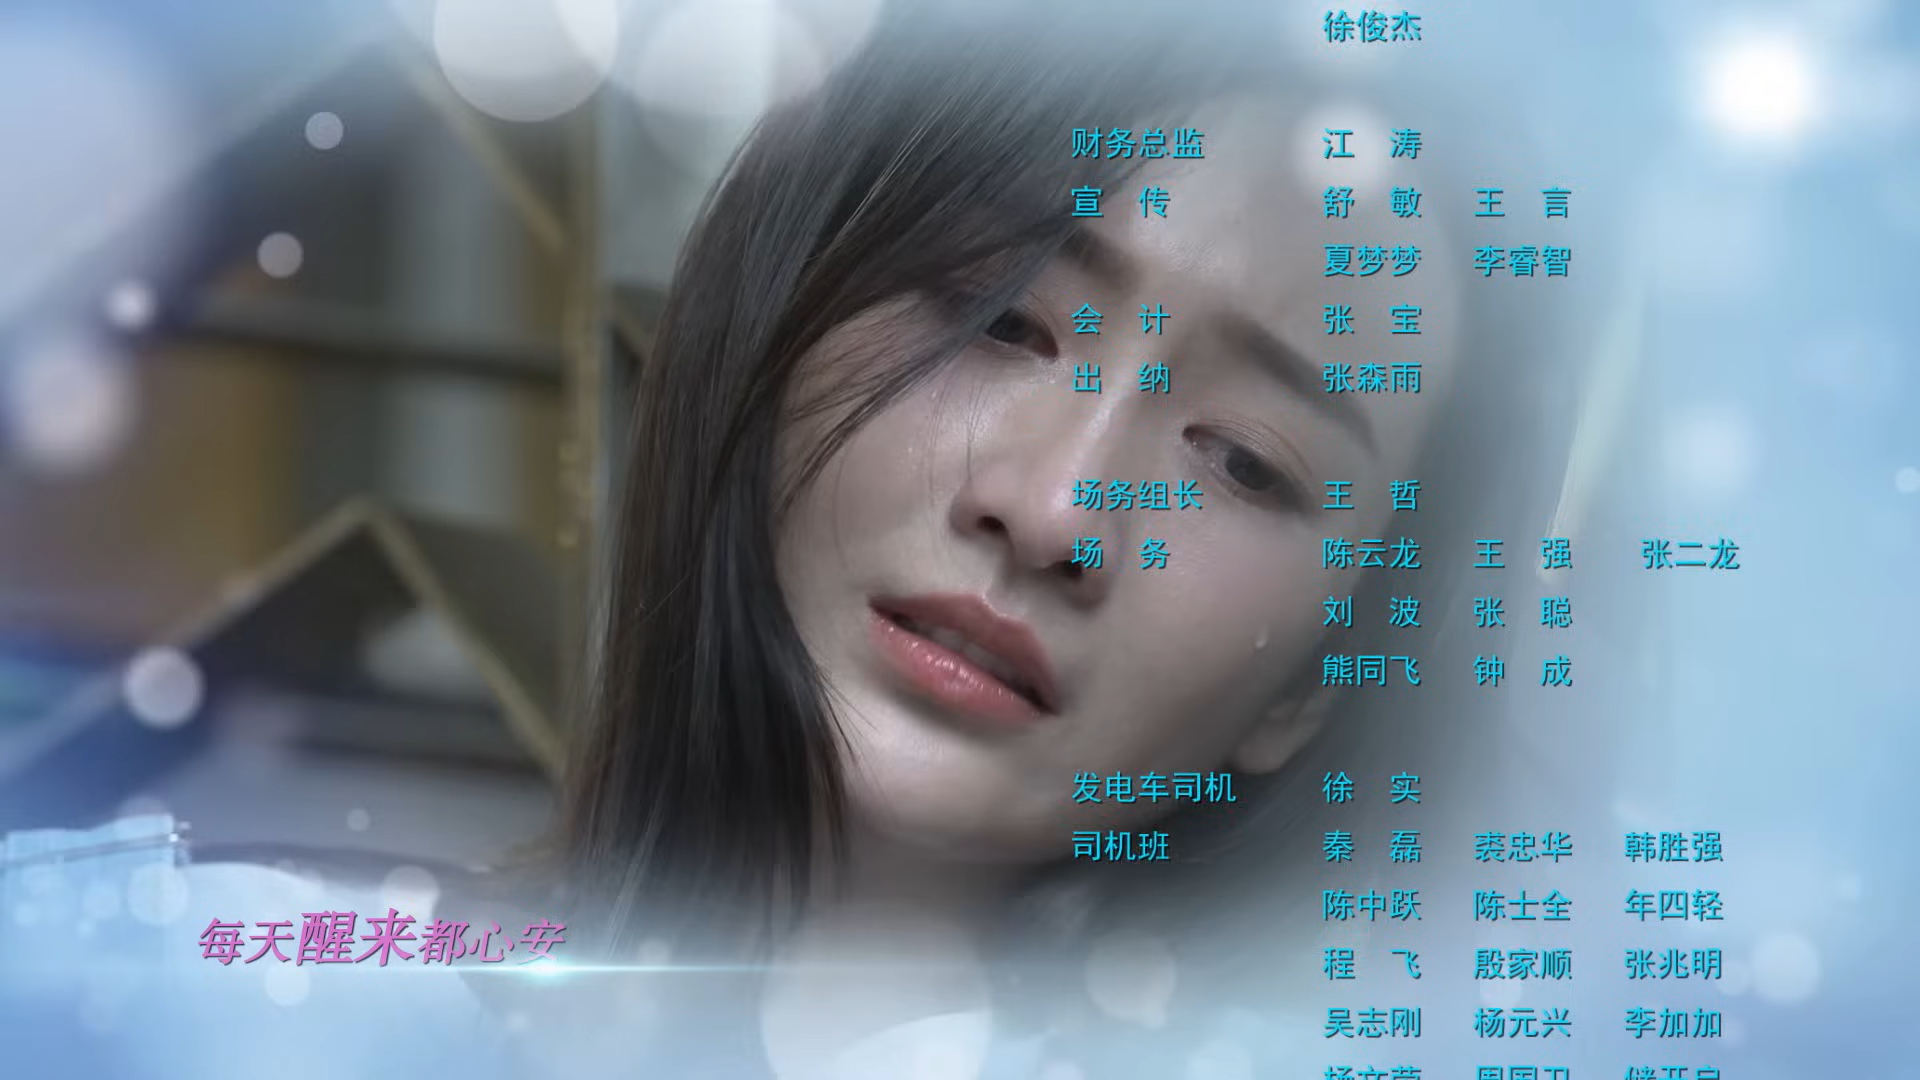 徐俊杰
财务总监 江 涛
宣 传 舒 敏 王 言
夏梦梦 李睿智
会 计 张 宝
出 纳 张森雨
场务组长 王 哲
场 务 陈云龙 王 强 张二龙
刘 波 张 聪
熊同飞 钟 成
发电车司机 徐 实
司机班 秦 磊 裘忠华 韩胜强
陈中跃 陈士全 年四轻
程 飞 殷家顺 张兆明
吴志刚 杨元兴 李加加
每天醒来都心安